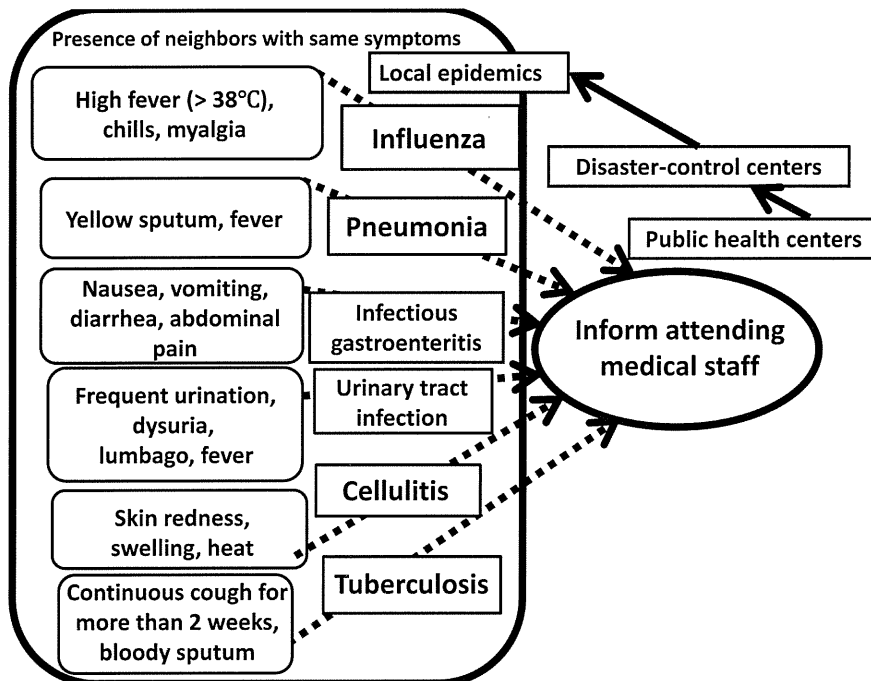 Presence of neighbors with same symptoms
Local epidemics
High fever (> 38℃),
chills, myalgia
Influenza
Disaster-control centers
Yellow sputum, fever
Pneumonia
Public health centers
Nausea, vomiting,
diarrhea, abdominal
pain
Infectious
gastroenteritis
Inform attending
medical staff
Frequent urination,
dysuria,
lumbago, fever
Urinary tract
infection
Skin redness,
swelling, heat
Cellulitis
Continuous cough for
more than 2 weeks,
bloody sputum
Tuberculosis